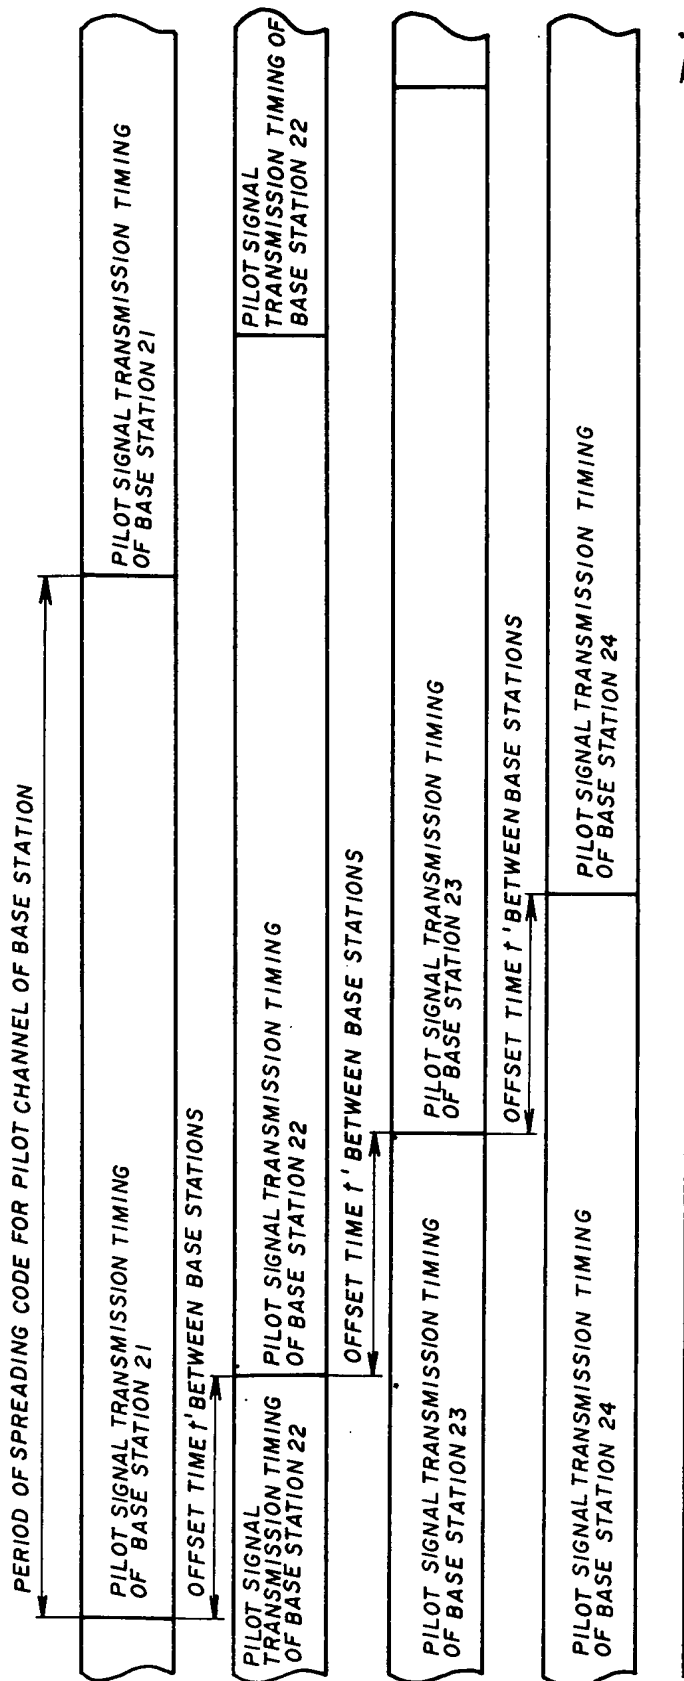 PERIOD OF SPREADING CODE FOR PILOT CHANNEL OF BASE STATION
PILOT SIGNAL TRANSMISSION TIMING
OF BASE STATION 21
PILOT SIGNAL TRANSMISSION TIMING
OF BASE STATION 21
OFFSET TIME t' BETWEEN BASE STATIONS
PILOT SIGNAL
TRANSMISSION TIMING
OF BASE STATION 22
PILOT SIGNAL TRANSMISSION TIMING
OF BASE STATION 22
PILOT SIGNAL
TRANSMISSION TIMING OF
BASE STATION 22
OFFSET TIME t' BETWEEN BASE STATIONS
PILOT SIGNAL TRANSMISSION TIMING
OF BASE STATION 23
PILOT SIGNAL TRANSMISSION TIMING
OF BASE STATION 23
OFFSET TIME t' BETWEEN BASE STATIONS
PILOT SIGNAL TRANSMISSION TIMING
OF BASE STATION 24
PILOT SIGNAL TRANSMISSION TIMING
OF BASE STATION 24